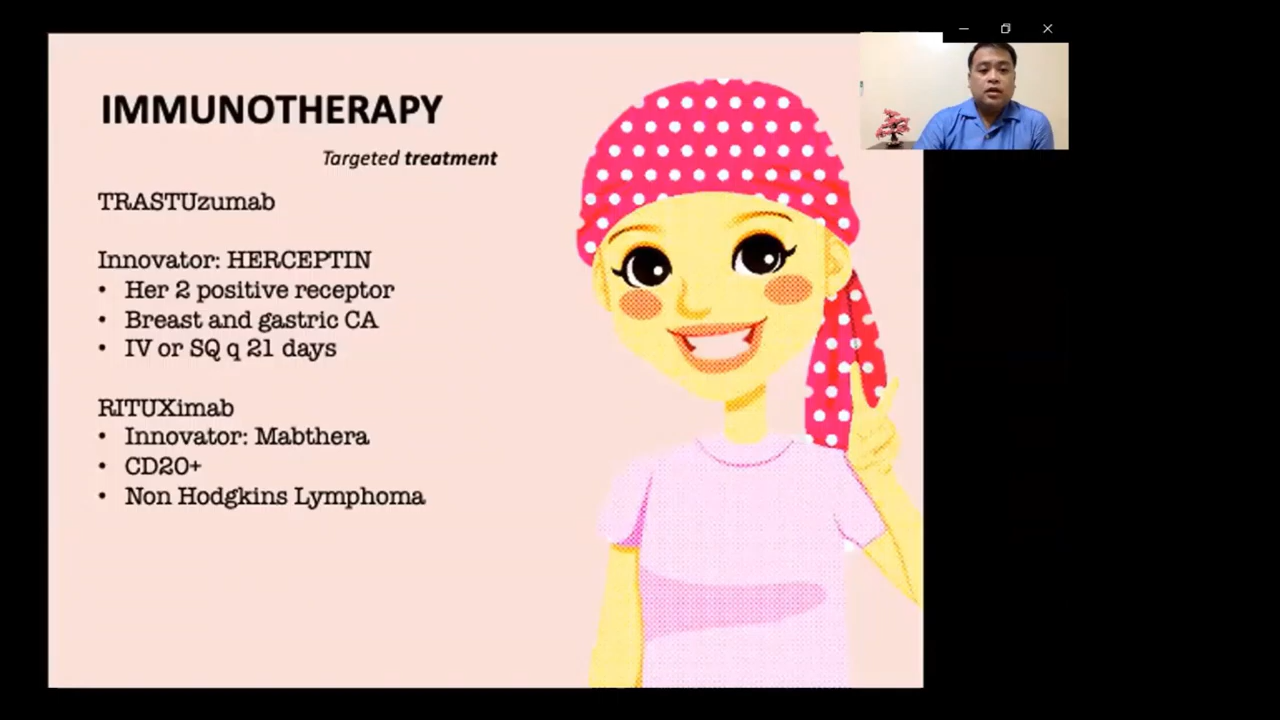 IMMUNOTHERAPY
Targeted treatment
TRASTUzumab
Innovator: HERCEPTIN
• Her 2 positive receptor
• Breast and gastric CA
• IV or SQ q 21 days
RITUXimab
• Innovator: Mabthera
• CD20+
• Non Hodgkins Lymphoma